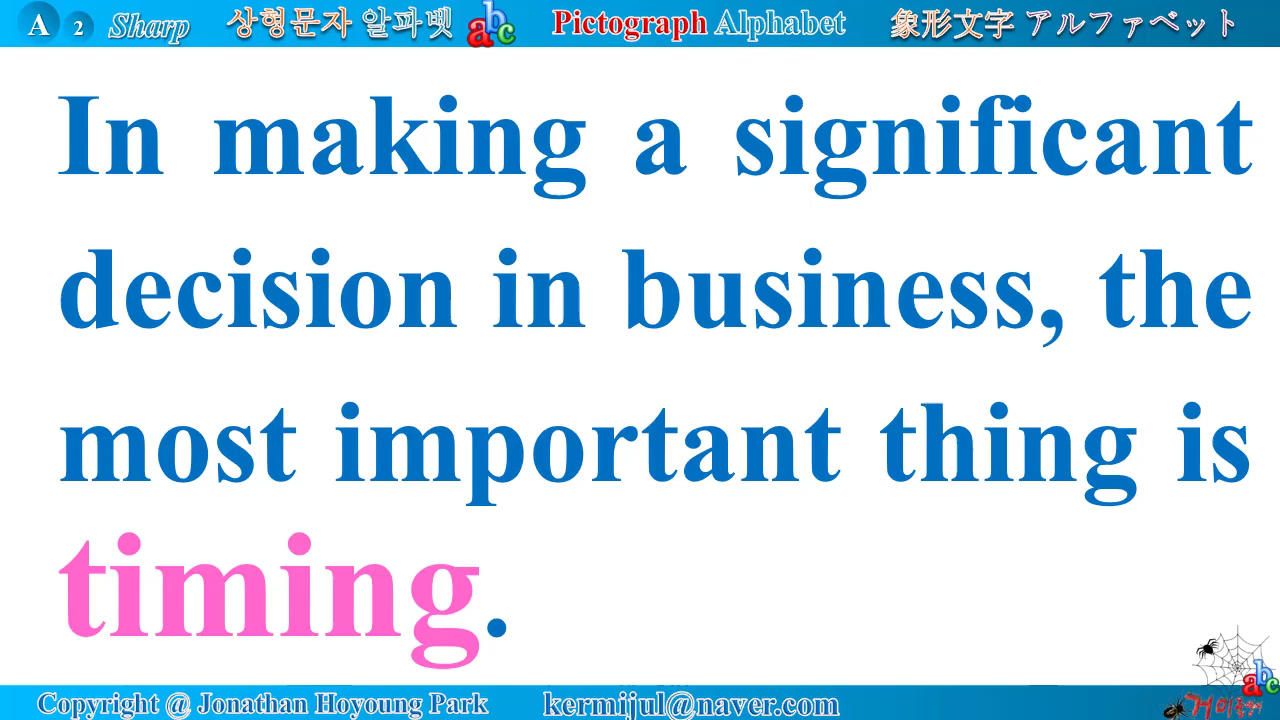 A 2 Sharp 상형문자 알파벳 abc Pictograph Alphabet 象形文字 アルファベット
In making a significant
decision in business, the
most important thing is
timing.
abc
Copyright @ Jonathan Hoyoung Park kermijul@naver.com